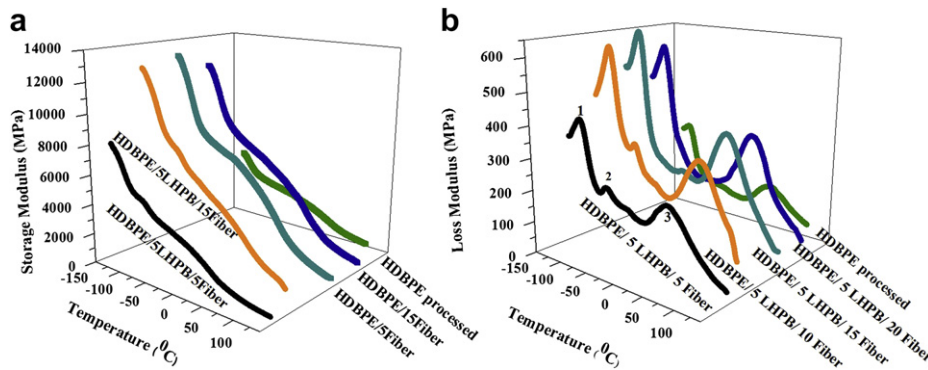 a
Storage Modulus (MPa)
14000
12000
10000
8000
6000
4000
2000
0
-150
-100
-50
0
50
100
Temperature (⁰C)
HDBPE/5LHPB/15Fiber
HDBPE/5LHPB/5Fiber
HDBPE processed
HDBPE/15Fiber
HDBPE/5Fiber
b
Loss Modulus (MPa)
600
500
400
300
200
100
0
-150
-100
-50
0
50
100
Temperature (⁰C)
1
2
3
HDBPE/ 5 LHPB/ 5 Fiber
HDBPE/ 5 LHPB/ 10 Fiber
HDBPE/ 5 LHPB/ 15 Fiber
HDBPE/ 5 LHPB/ 20 Fiber
HDBPE processed